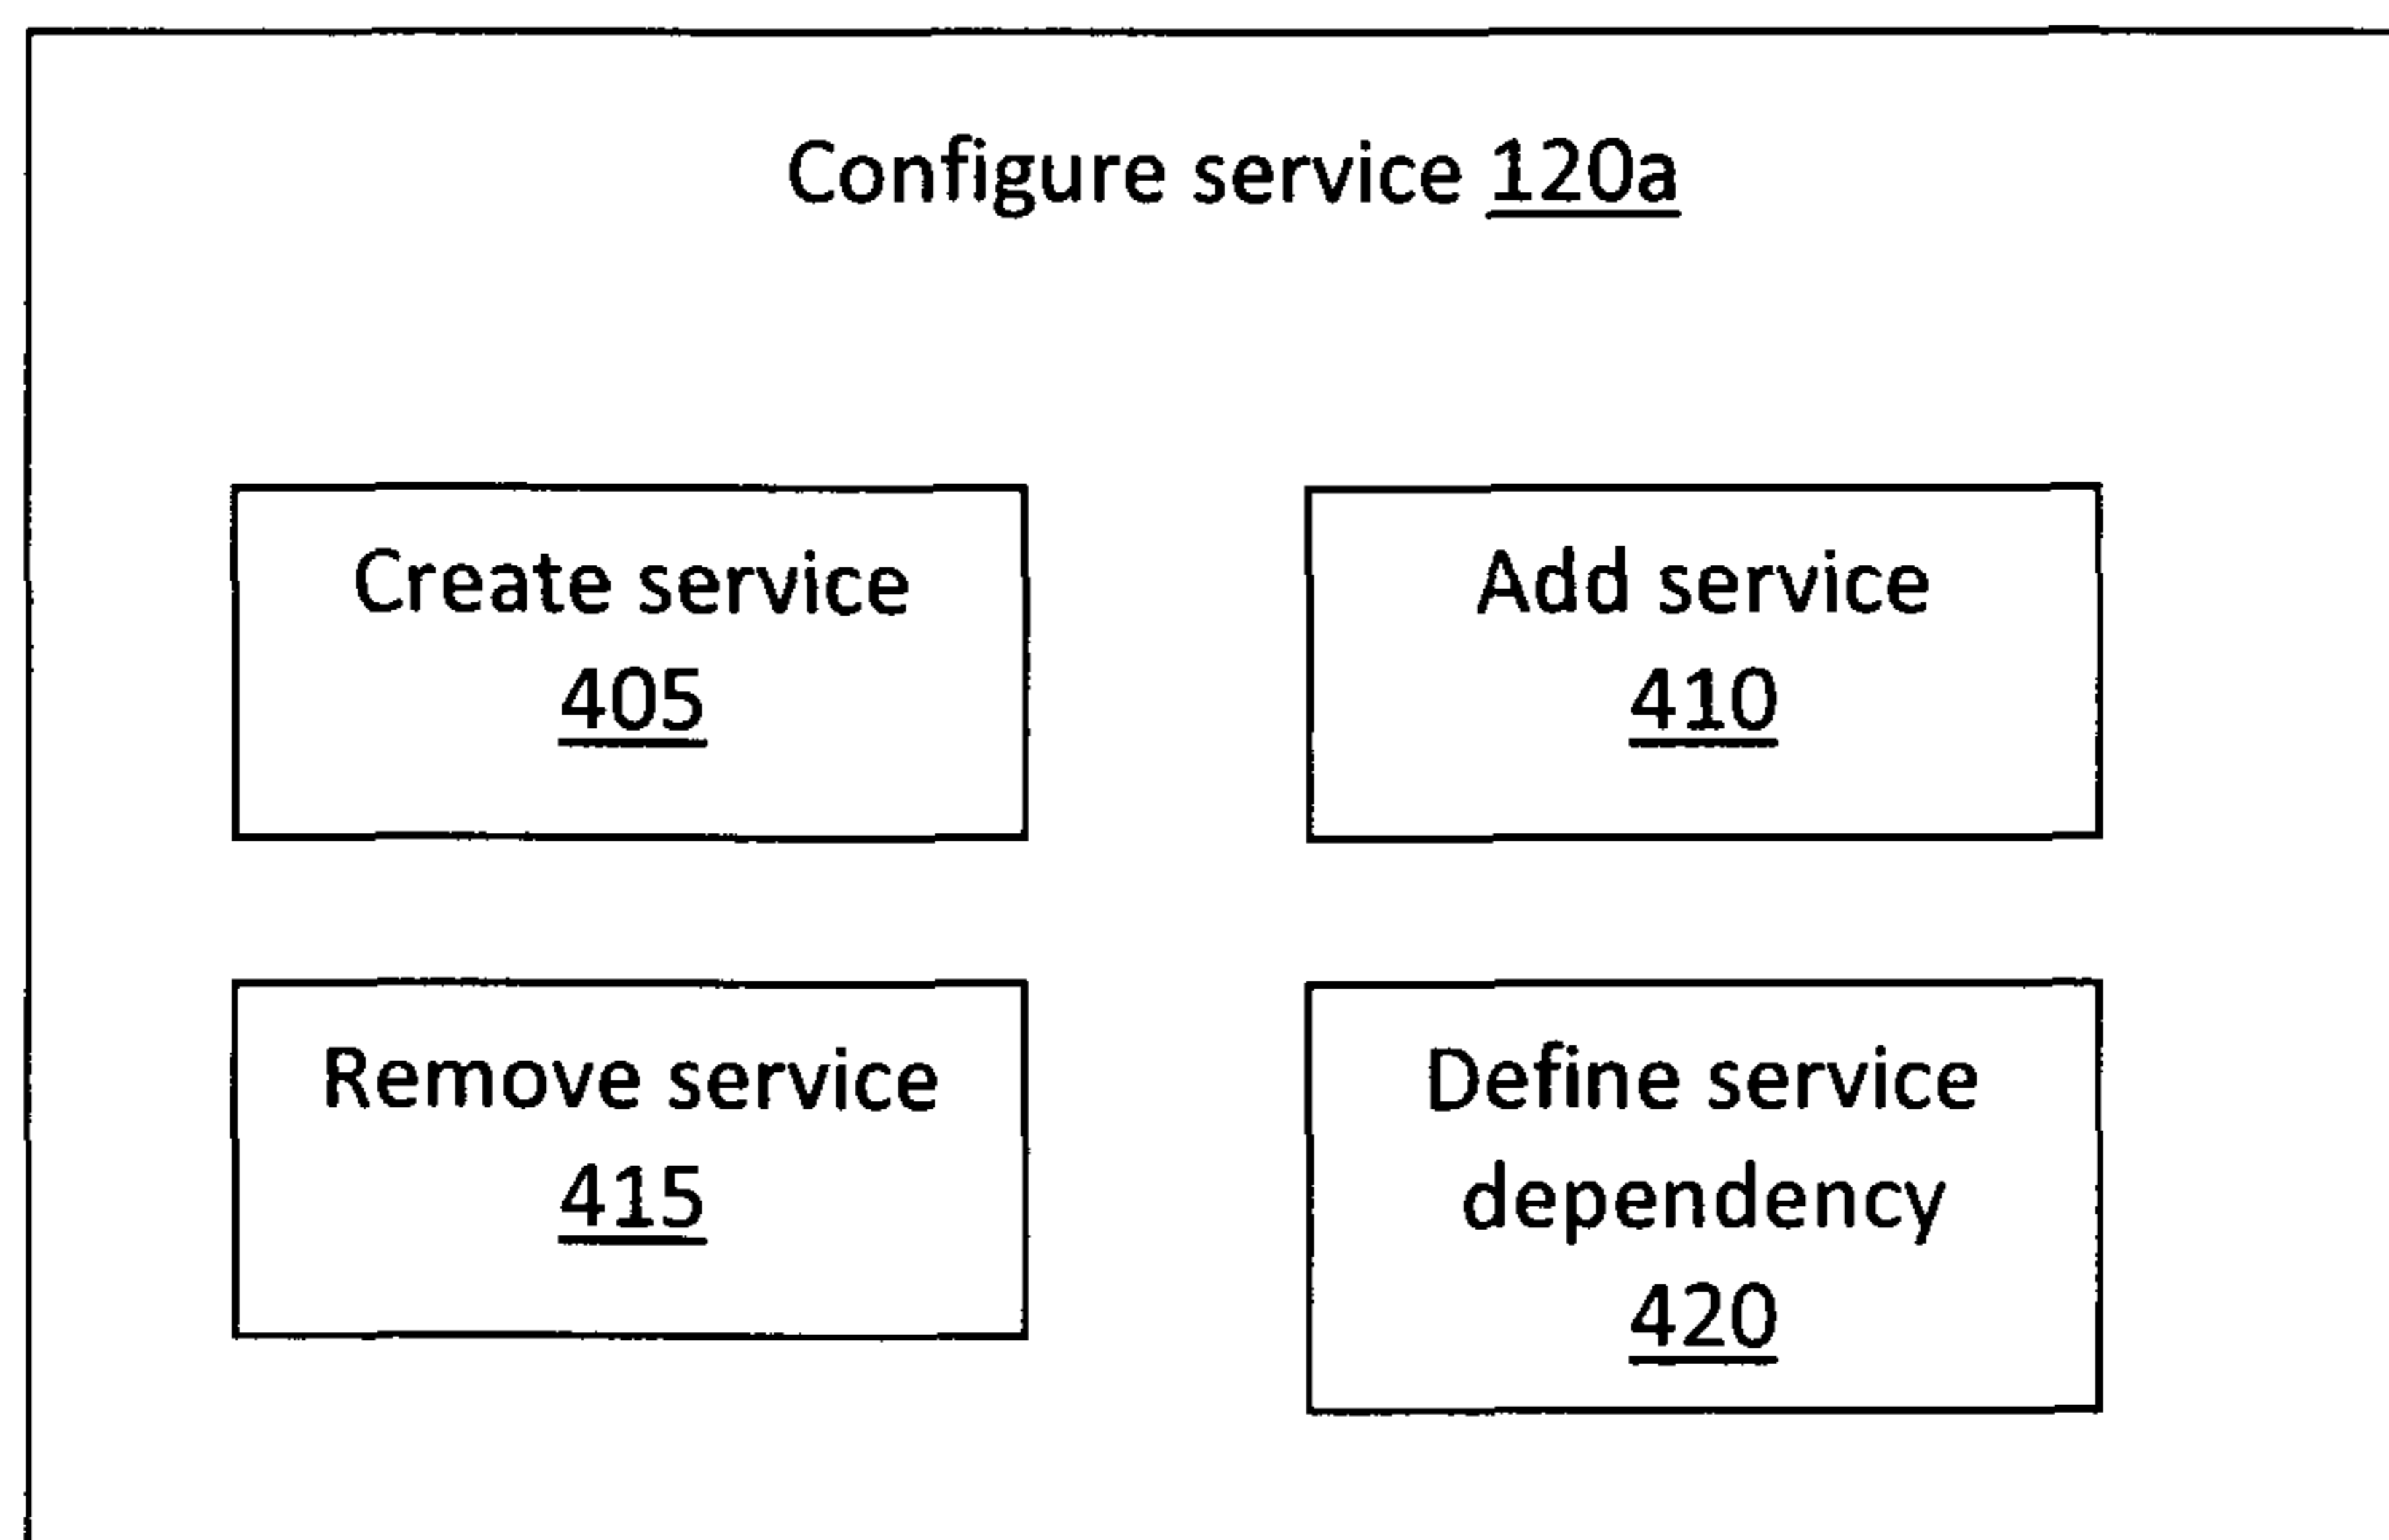 Configure service 120a
Create service
405
Add service
410
Remove service
415
Define service
dependency
420